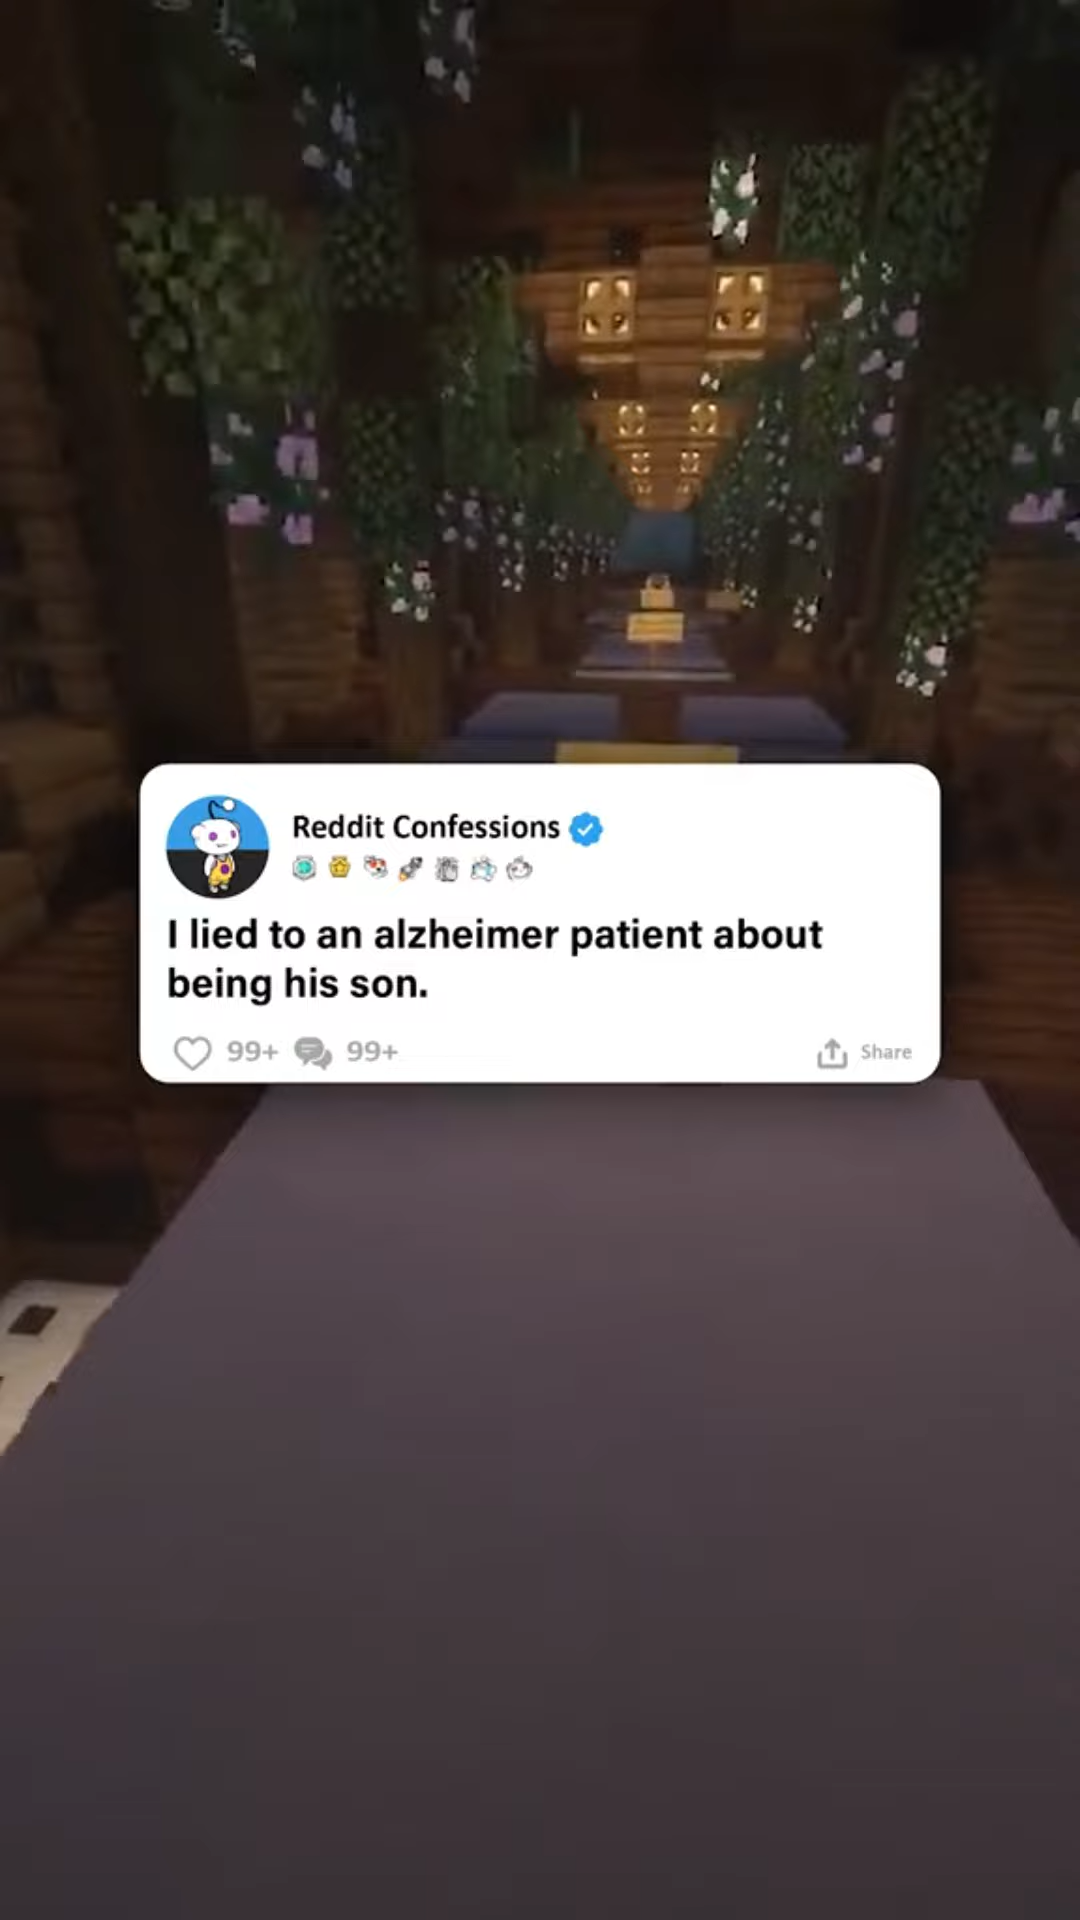 Reddit Confessions
I lied to an alzheimer patient about
being his son.
99+ 99+ Share